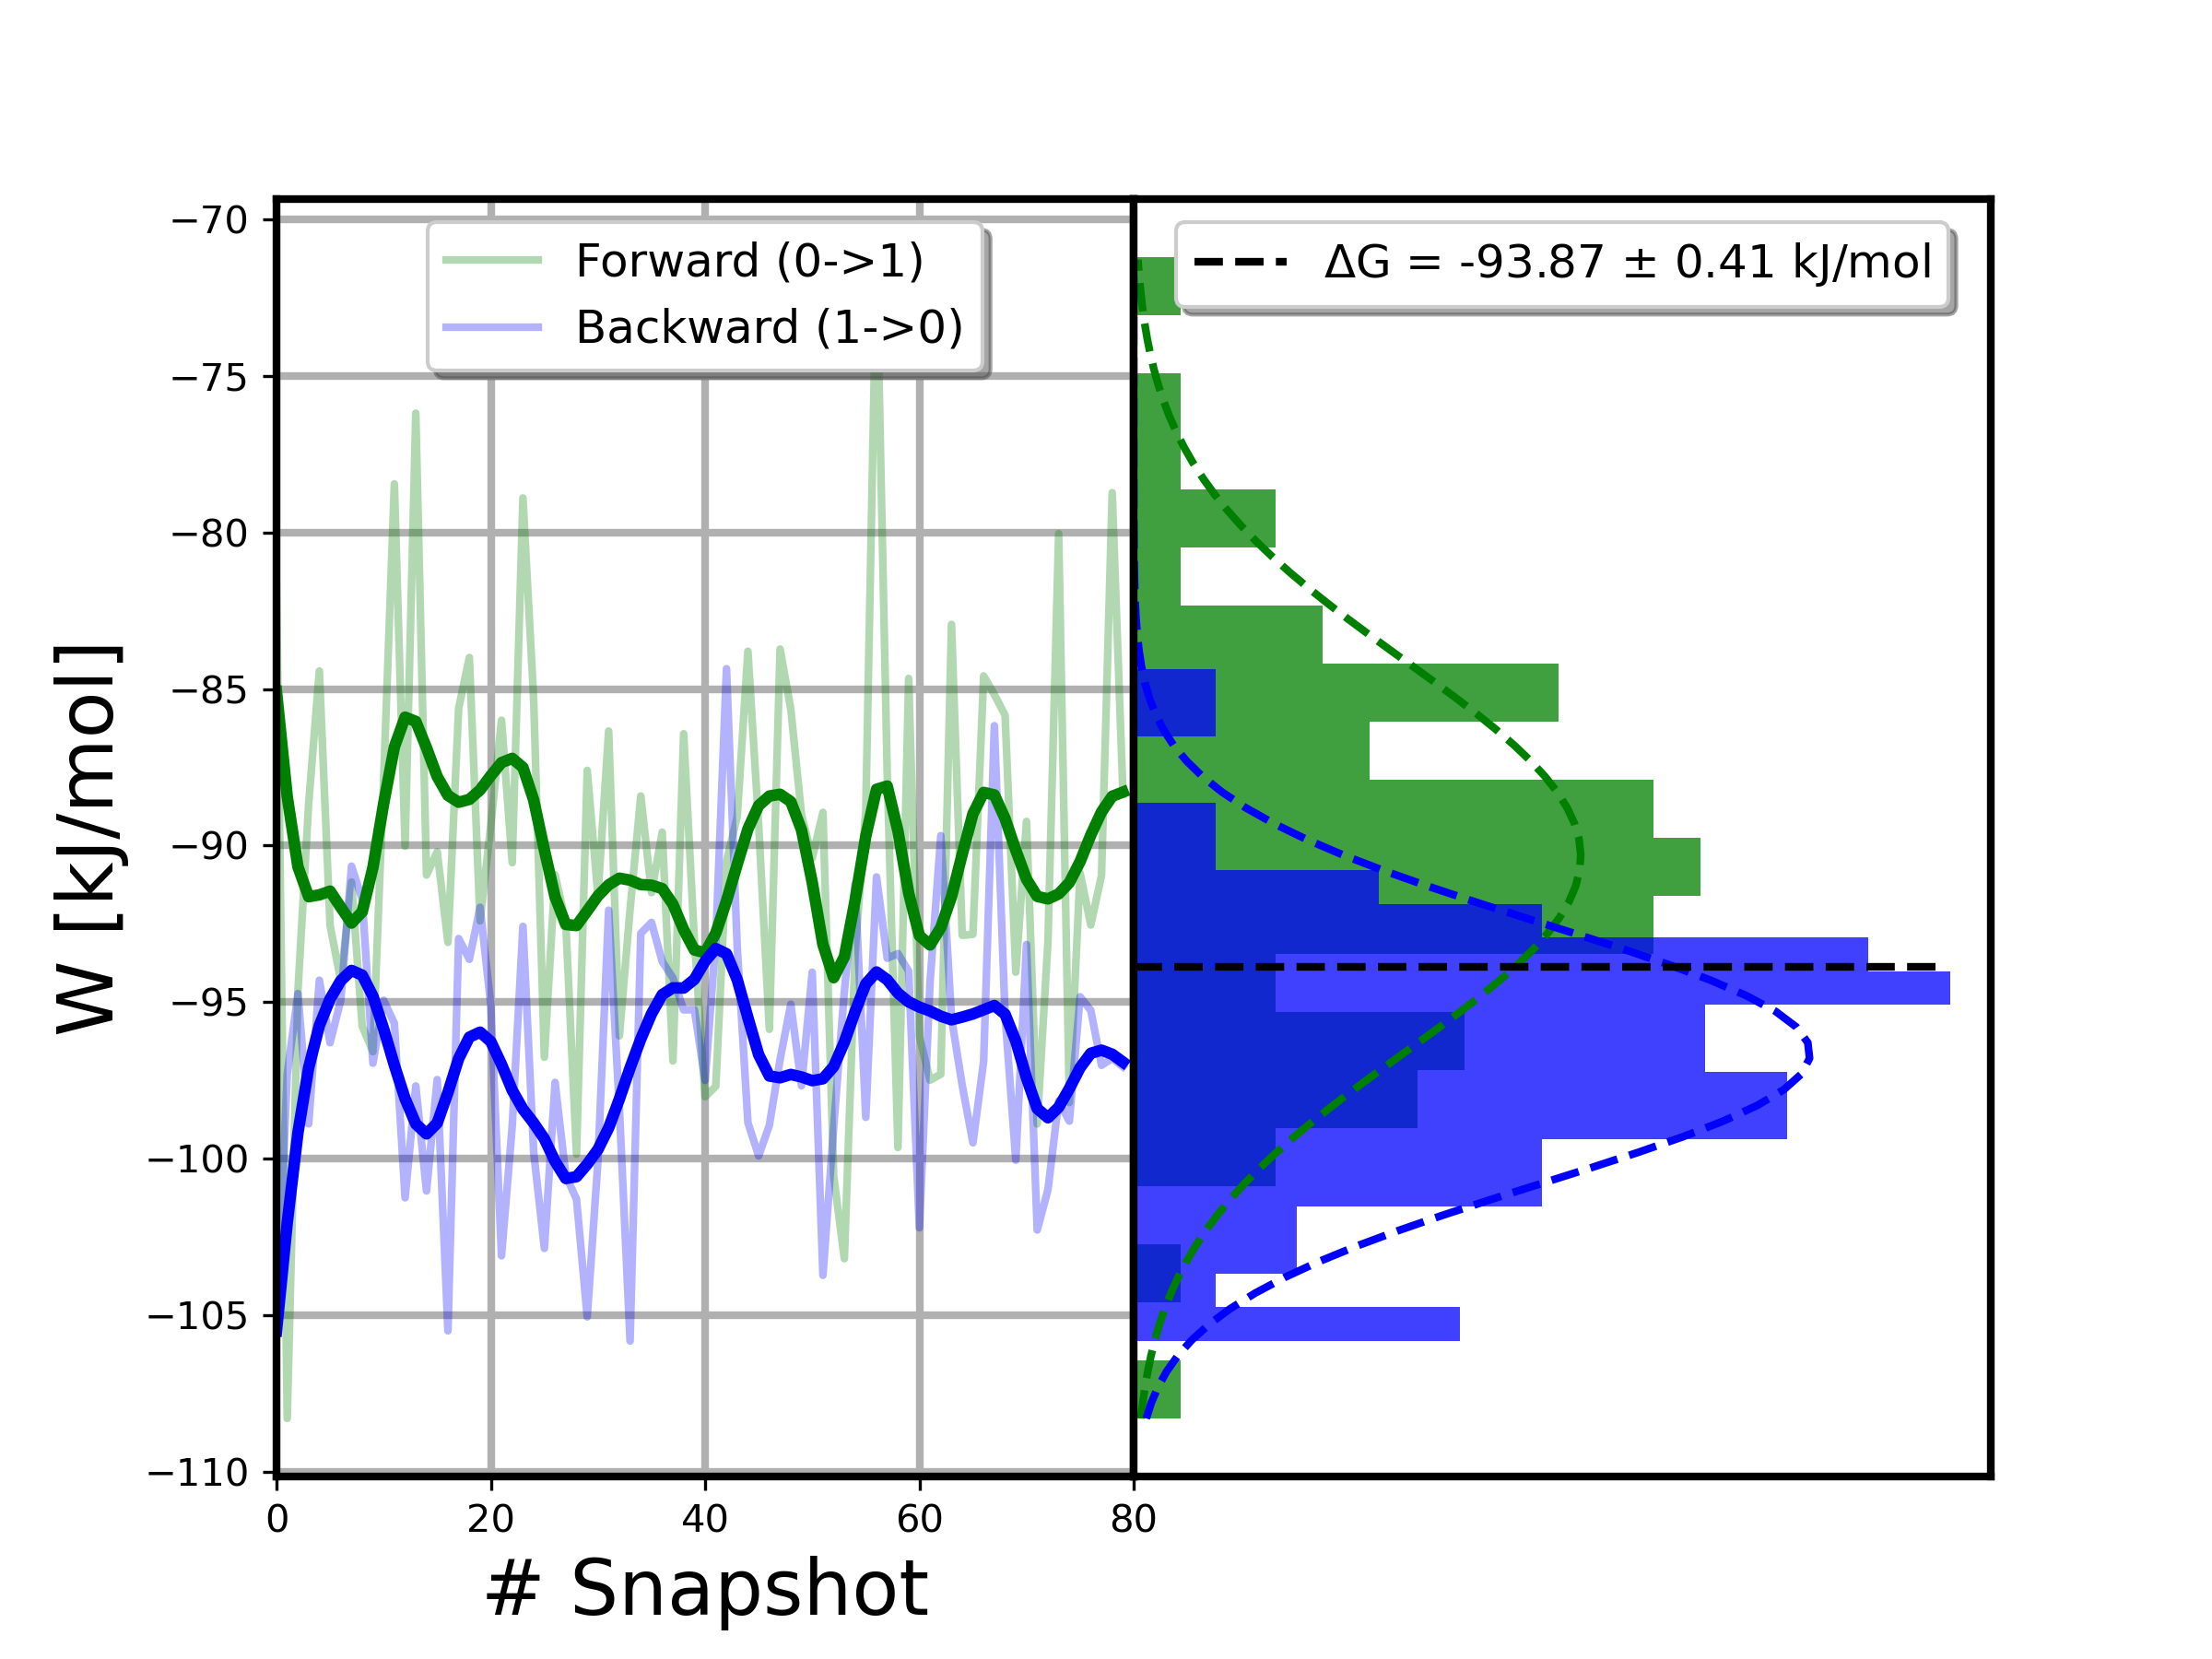 Forward (0->1)
Backward (1->0)
ΔG = -93.87 ± 0.41 kJ/mol
W [kJ/mol]
−70
−75
−80
−85
−90
−95
−100
−105
−110
0 20 40 60 80
# Snapshot